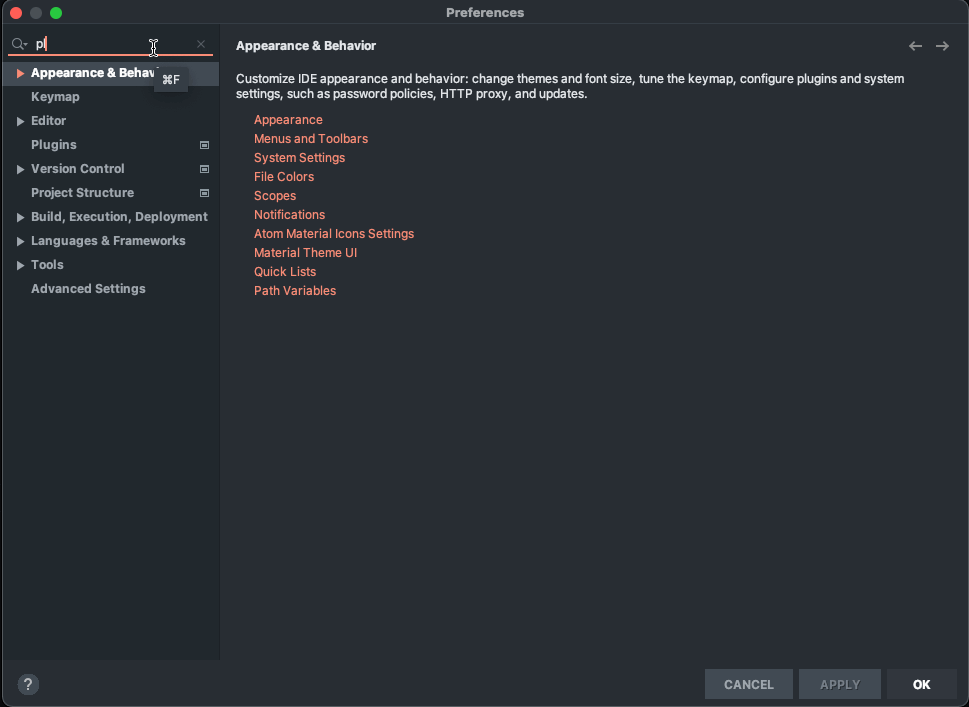 Preferences
pl
⌘F
Appearance & Behav
Keymap
Editor
Plugins
Version Control
Project Structure
Build, Execution, Deployment
Languages & Frameworks
Tools
Advanced Settings
Appearance & Behavior
Customize IDE appearance and behavior: change themes and font size, tune the keymap, configure plugins and system
settings, such as password policies, HTTP proxy, and updates.
Appearance
Menus and Toolbars
System Settings
File Colors
Scopes
Notifications
Atom Material Icons Settings
Material Theme UI
Quick Lists
Path Variables
?
CANCEL
APPLY
OK